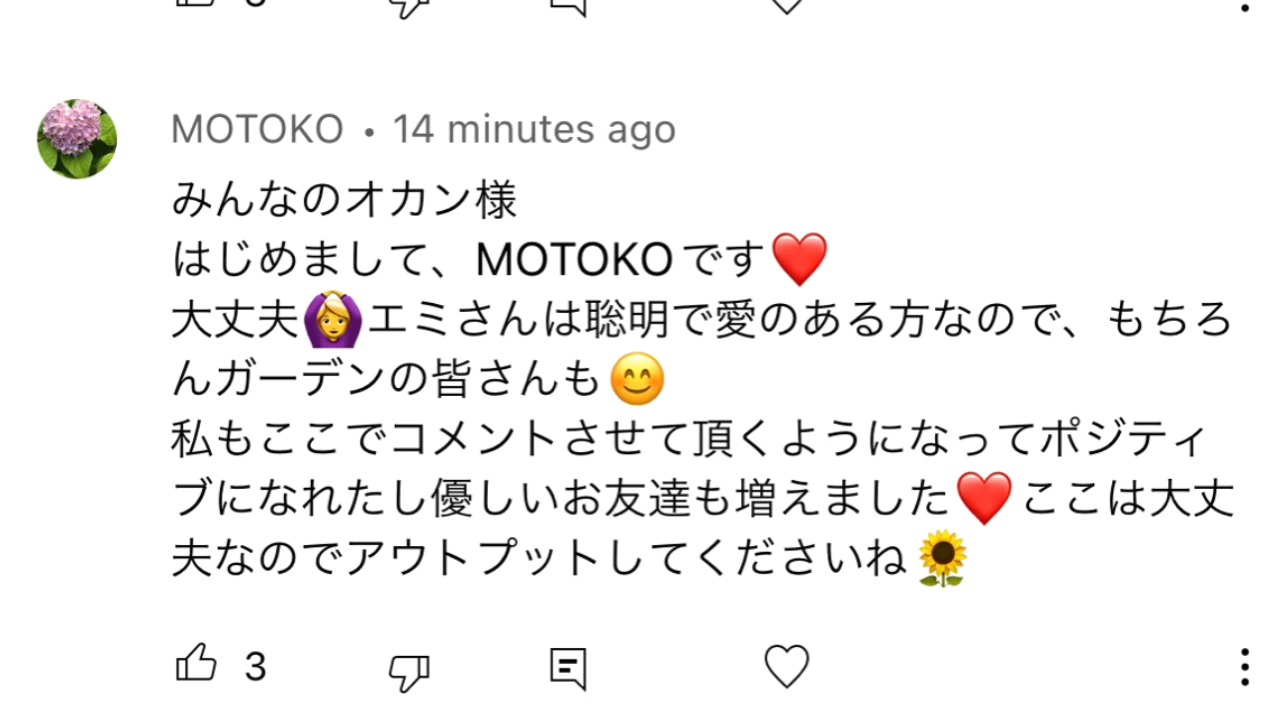 MOTOKO • 14 minutes ago
みんなのオカン様
はじめまして、MOTOKOです❤️
大丈夫🙆‍♀️エミさんは聡明で愛のある方なので、もちろ
んガーデンの皆さんも😊
私もここでコメントさせて頂くようになってポジティ
ブになれたし優しいお友達も増えました❤️ここは大丈
夫なのでアウトプットしてくださいね🌻
3